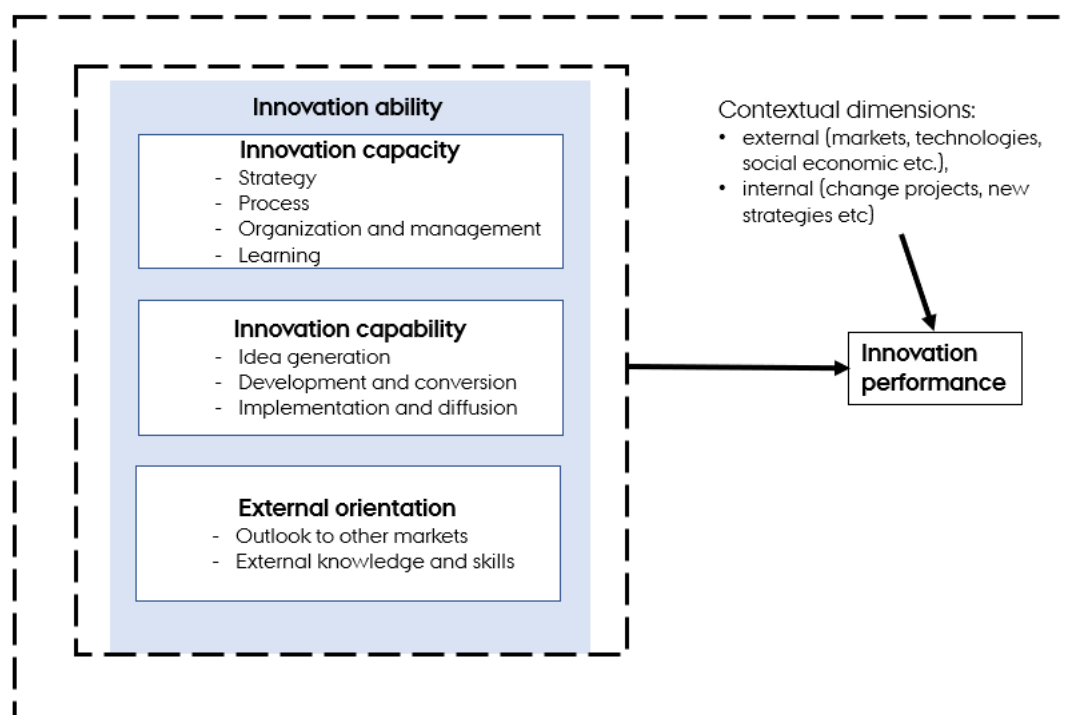 Innovation ability
Innovation capacity
- Strategy
- Process
- Organization and management
- Learning
Innovation capability
- Idea generation
- Development and conversion
- Implementation and diffusion
External orientation
- Outlook to other markets
- External knowledge and skills
Contextual dimensions:
• external (markets, technologies,
social economic etc.),
• internal (change projects, new
strategies etc)
Innovation
performance